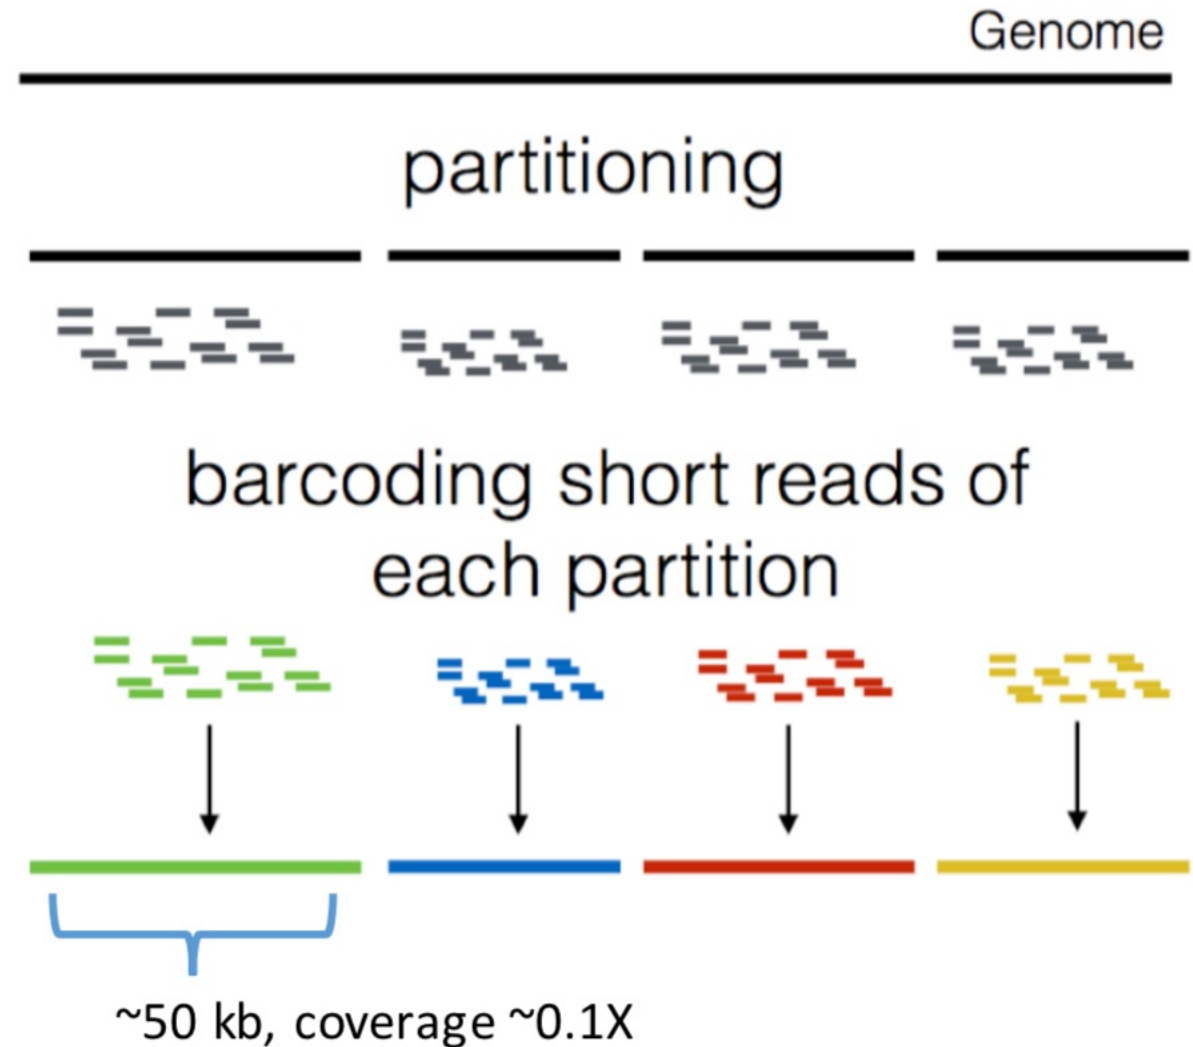 Genome
partitioning
barcoding short reads of
each partition
~50 kb, coverage ~0.1X